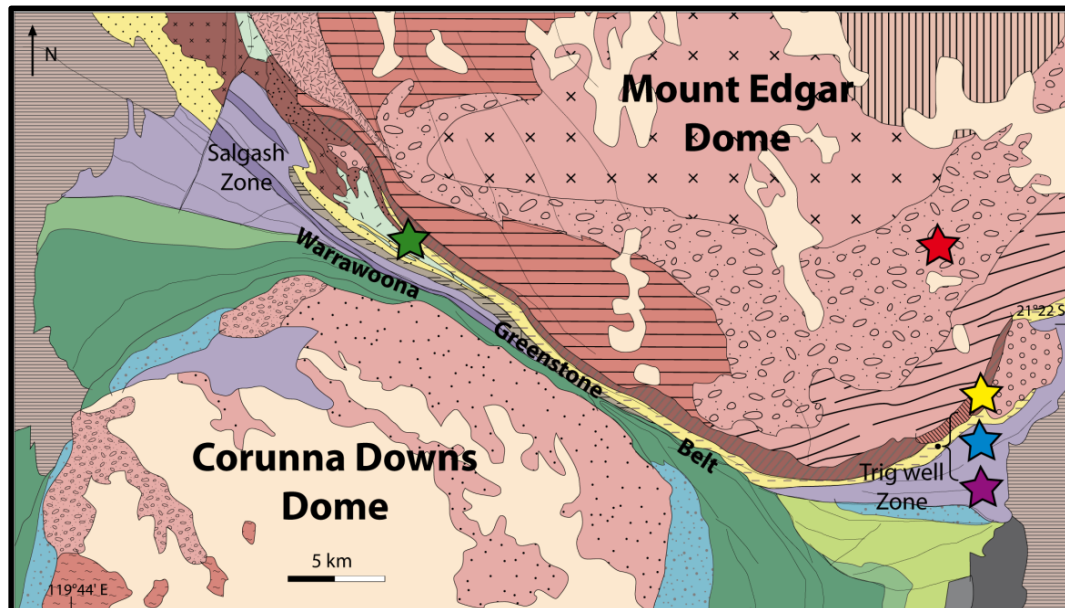 N
Mount Edgar
Dome
Salgash
Zone
Warrawoona
Greenstone
Belt
21°22 S
Corunna Downs
Dome
Trig well
Zone
5 km
119°44' E